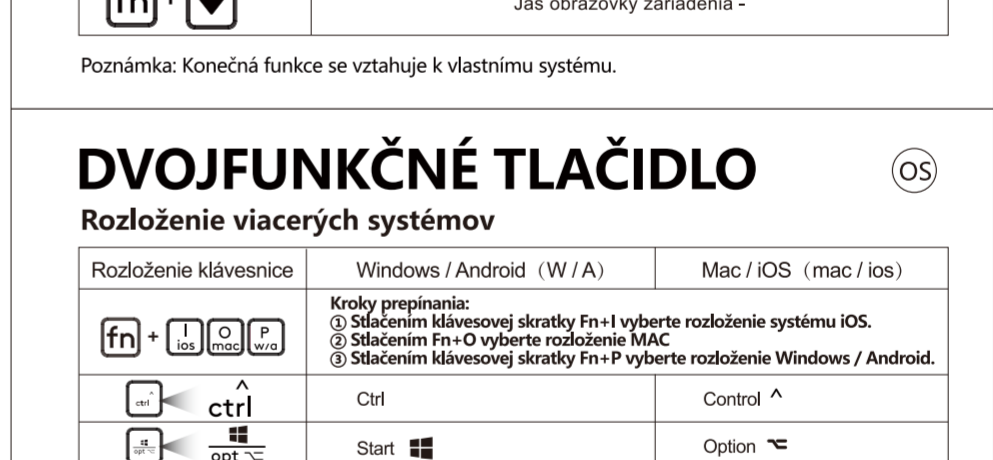 fn +
Jas obrazovky zariadenia -
Poznámka: Konečná funkce se vztahuje k vlastnímu systému.
DVOJFUNKČNÉ TLAČIDLO
OS
Rozloženie viacerých systémov
Rozloženie klávesnice
Windows / Android（W / A）
Mac / iOS（mac / ios）
fn + I ios O mac P w/a
Kroky prepínania:
① Stlačením klávesovej skratky Fn+I vyberte rozloženie systému iOS.
② Stlačením Fn+O vyberte rozloženie MAC
③ Stlačením klávesovej skratky Fn+P vyberte rozloženie Windows / Android.
ctrl ^
^
ctrl
Ctrl
Control ^
opt ⌥
opt ⌥
Start
Option ⌥